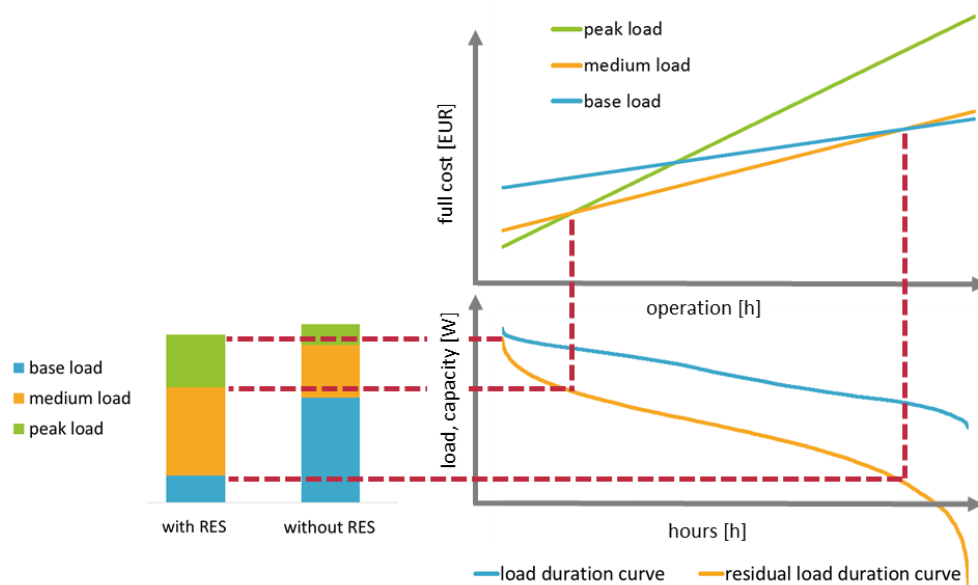 peak load
medium load
base load
full cost [EUR]
operation [h]
load, capacity [W]
base load
medium load
peak load
with RES
without RES
hours [h]
load duration curve
residual load duration curve